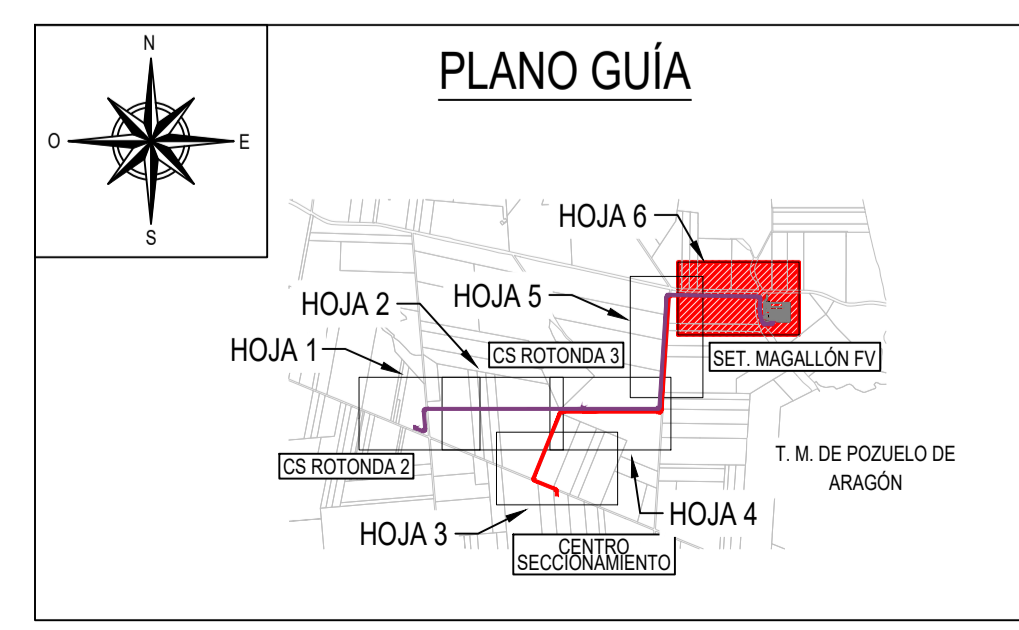 N
O
E
S
PLANO GUÍA
HOJA 6
HOJA 5
HOJA 2
HOJA 1
CS ROTONDA 3
SET. MAGALLÓN FV
CS ROTONDA 2
T. M. DE POZUELO DE
ARAGÓN
HOJA 4
HOJA 3
CENTRO
SECCIONAMIENTO